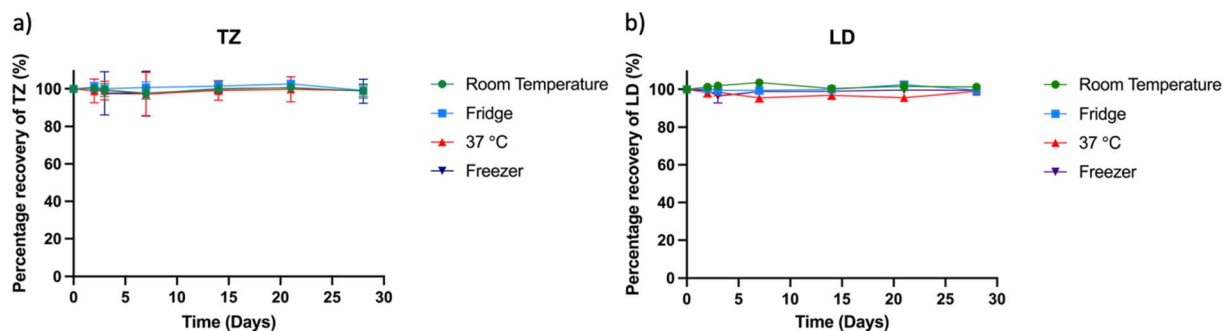 a)
TZ
Percentage recovery of TZ (%)
100
80
60
40
20
0
0 5 10 15 20 25 30
Time (Days)
Room Temperature
Fridge
37 °C
Freezer
b)
LD
Percentage recovery of LD (%)
100
80
60
40
20
0
0 5 10 15 20 25 30
Time (Days)
Room Temperature
Fridge
37 °C
Freezer